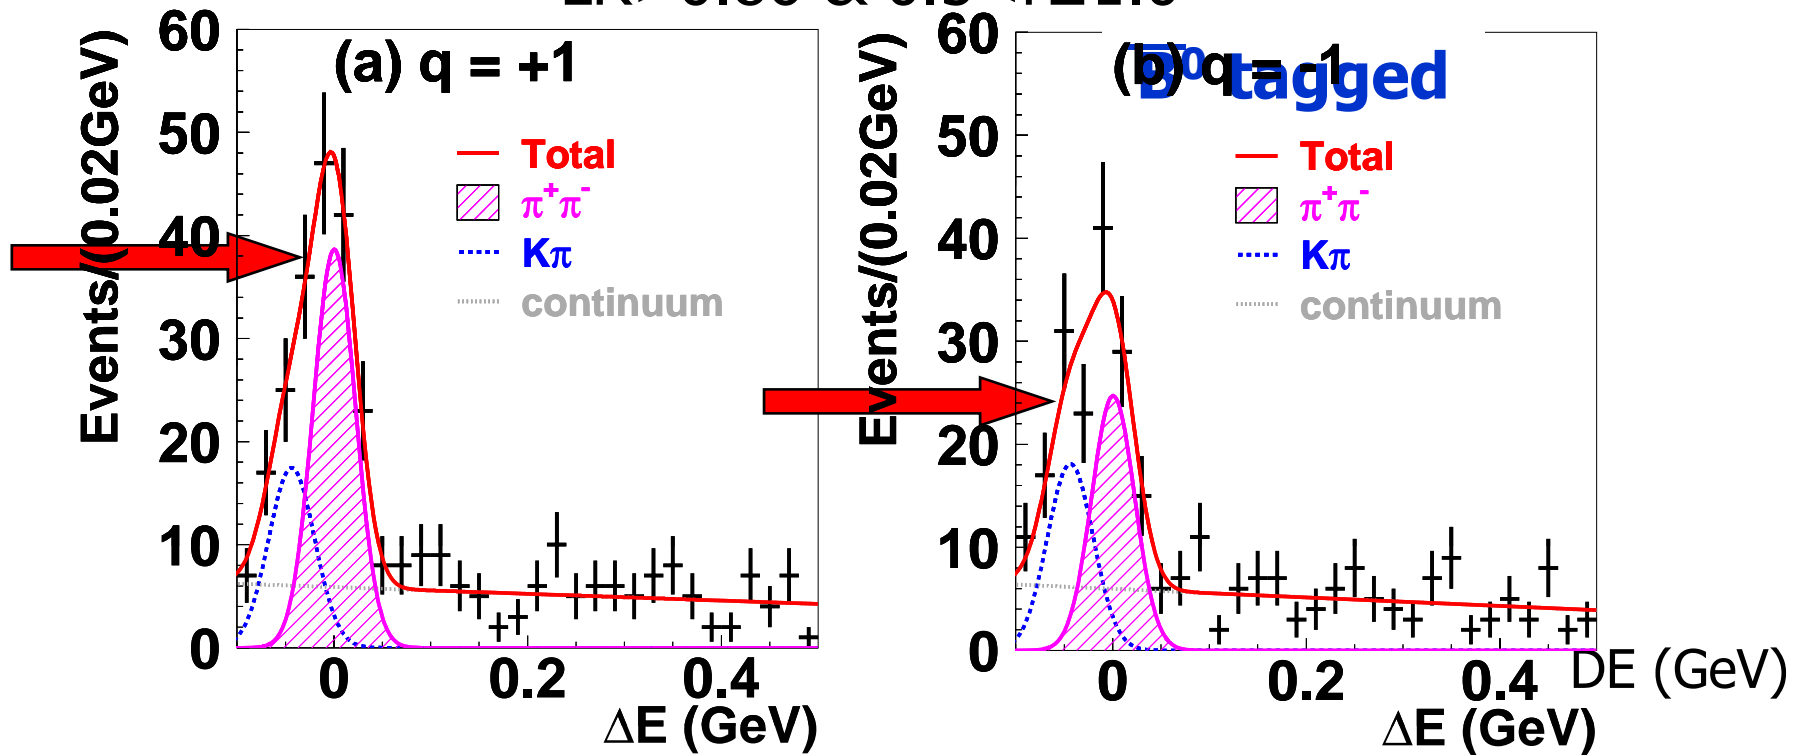 (a) q = +1
Total
π⁺π⁻
Kπ
continuum
Events/(0.02GeV)
60
50
40
30
20
10
0
0 0.2 0.4
ΔE (GeV)
(b) q = -1
tagged
Total
π⁺π⁻
Kπ
continuum
Events/(0.02GeV)
60
50
40
30
20
10
0
0 0.2 0.4
DE (GeV)
ΔE (GeV)